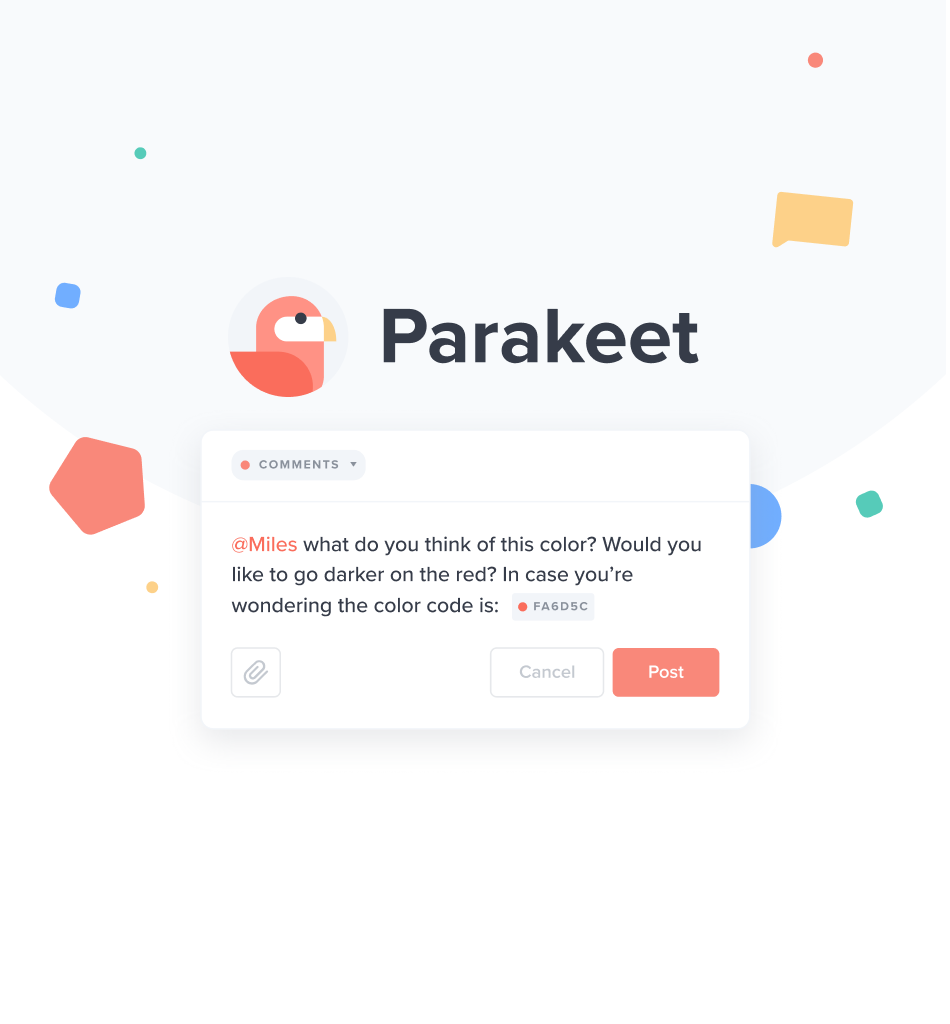 Parakeet
COMMENTS
@Miles what do you think of this color? Would you
like to go darker on the red? In case you’re
wondering the color code is: FA6D5C
Cancel Post